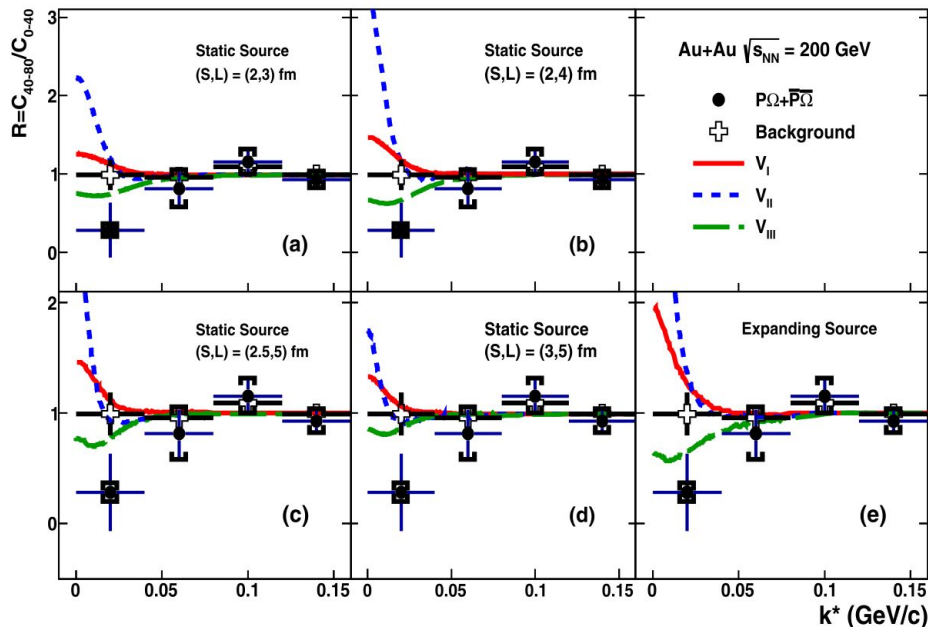 R=C40-80/C0-40
3
2
1
0
Static Source
(S,L) = (2,3) fm
(a)
Static Source
(S,L) = (2,4) fm
(b)
Au+Au √sNN = 200 GeV
PΩ+P̅Ω̅
Background
VI
VII
VIII
2
1
0
Static Source
(S,L) = (2.5,5) fm
(c)
Static Source
(S,L) = (3,5) fm
(d)
Expanding Source
(e)
0 0.05 0.1 0.15
0 0.05 0.1 0.15
0 0.05 0.1 0.15
k* (GeV/c)